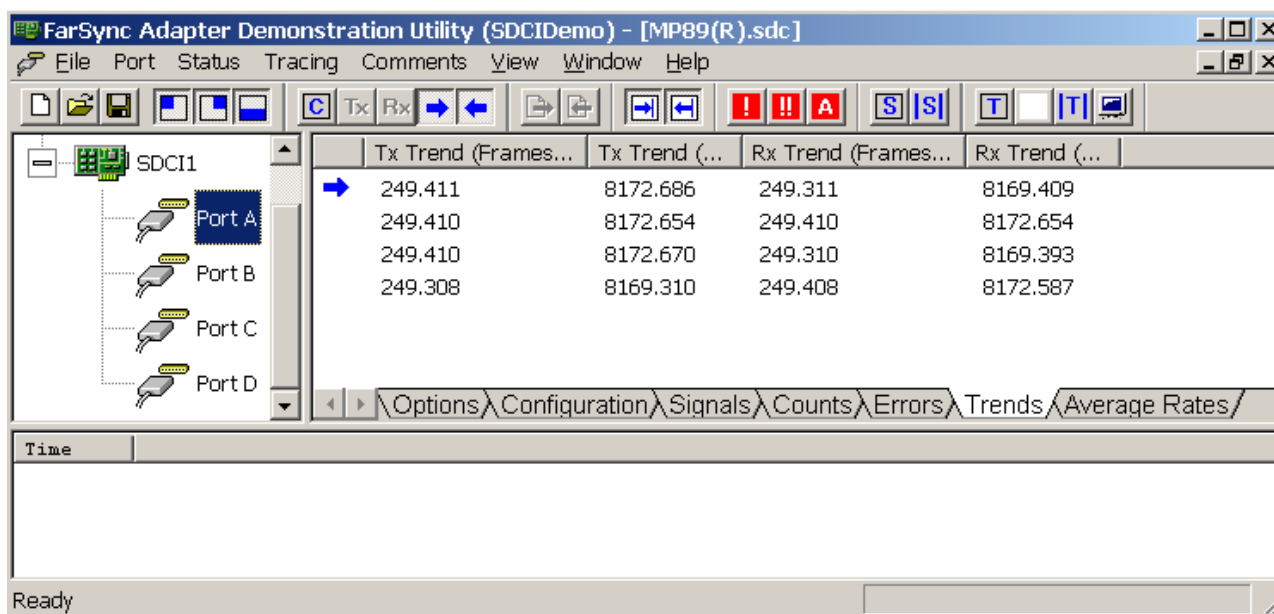 FarSync Adapter Demonstration Utility (SDCIDemo) - [MP89(R).sdc]
File Port Status Tracing Comments View Window Help
C Tx Rx ! !! A S |S| T |T|
SDCI1
Port A
Port B
Port C
Port D
Tx Trend (Frames... Tx Trend (... Rx Trend (Frames... Rx Trend (...
249.411 8172.686 249.311 8169.409
249.410 8172.654 249.410 8172.654
249.410 8172.670 249.310 8169.393
249.308 8169.310 249.408 8172.587
Options Configuration Signals Counts Errors Trends Average Rates
Time
Ready